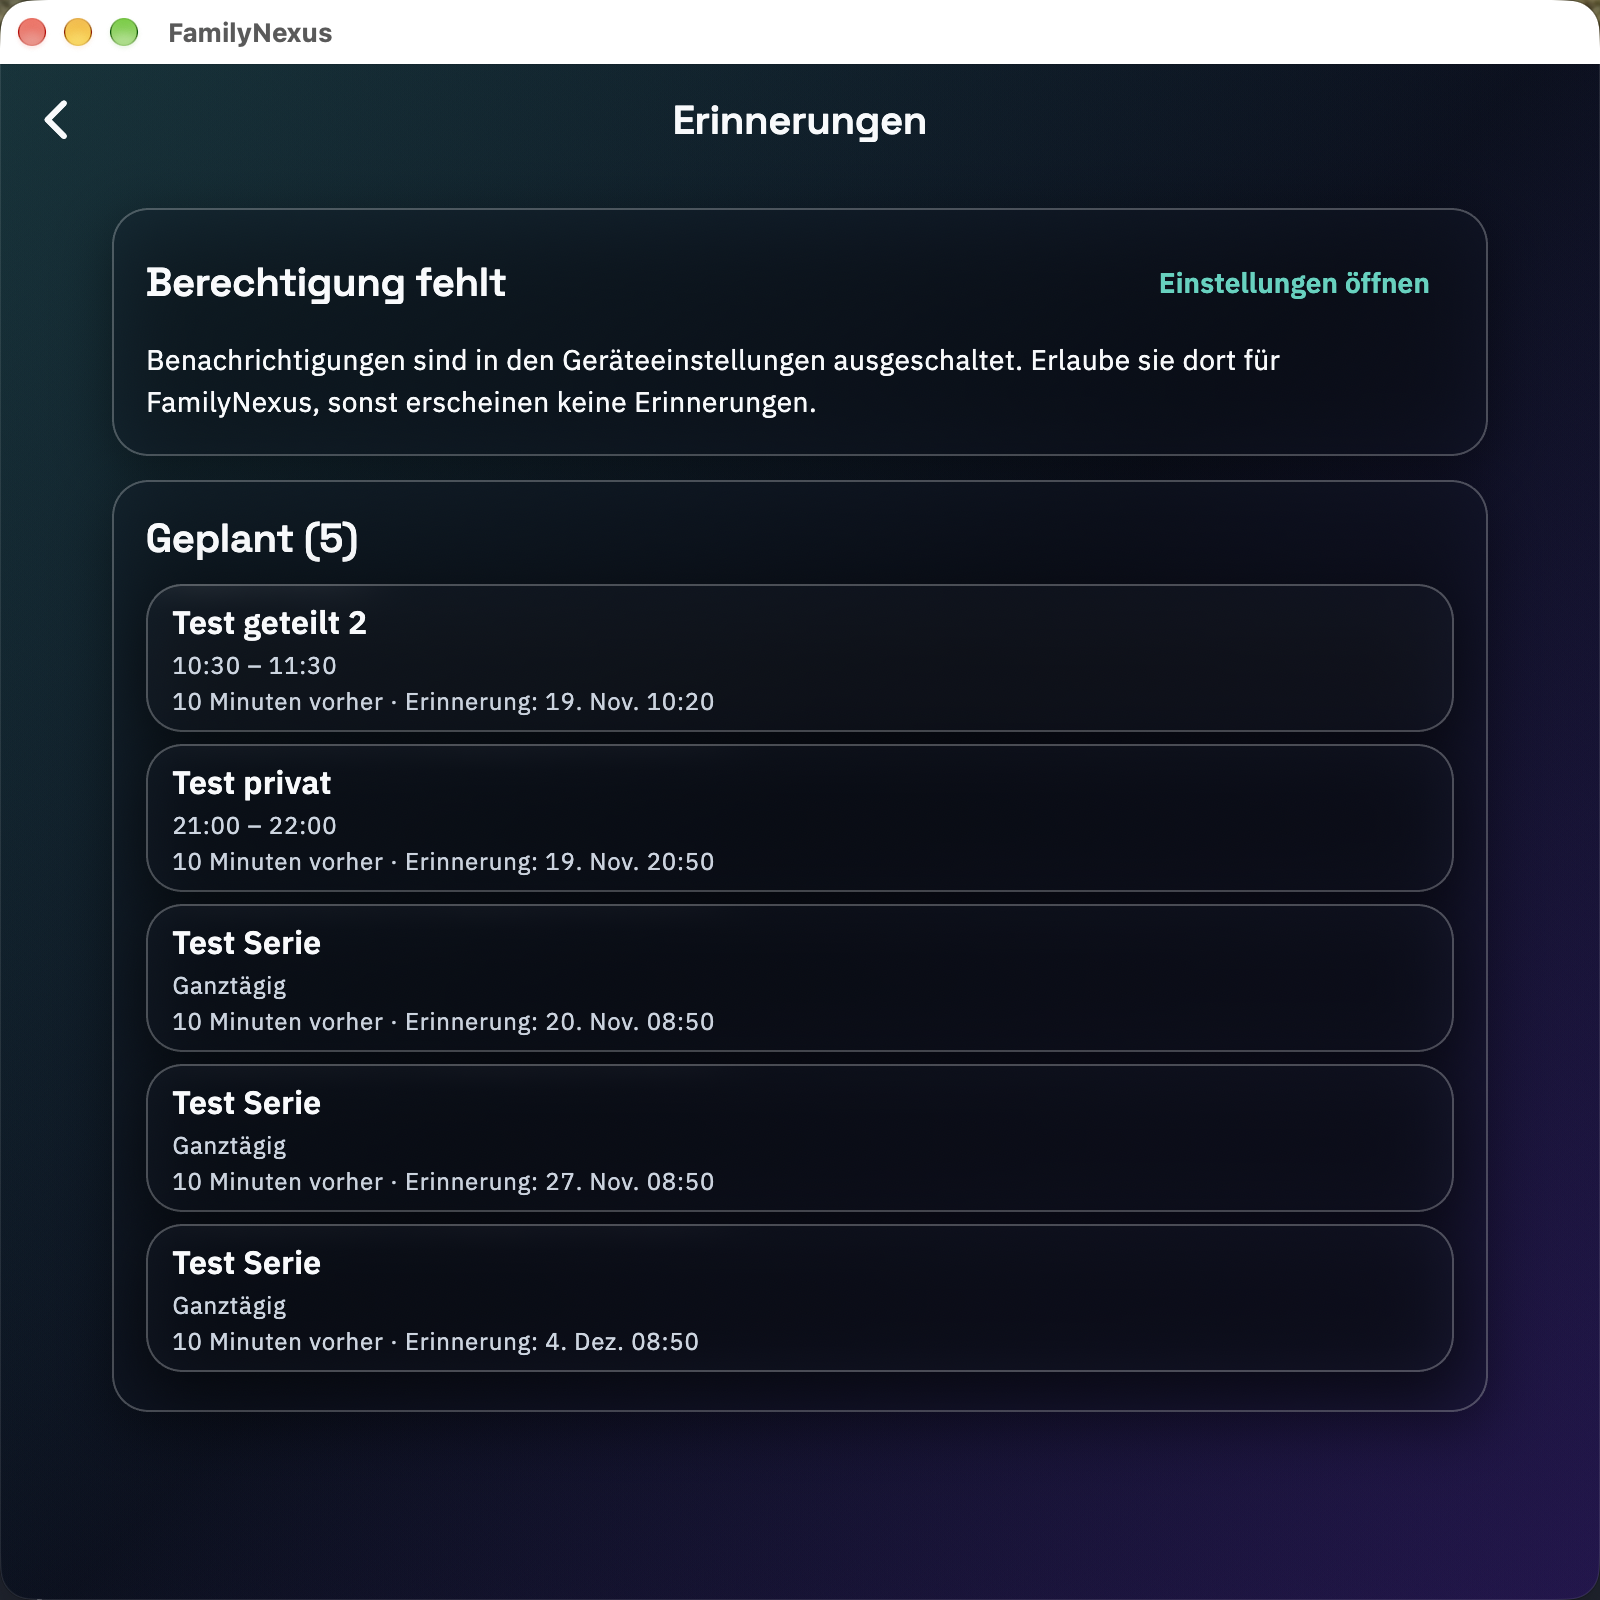 FamilyNexus
Erinnerungen
Berechtigung fehlt
Einstellungen öffnen
Benachrichtigungen sind in den Geräteeinstellungen ausgeschaltet. Erlaube sie dort für
FamilyNexus, sonst erscheinen keine Erinnerungen.
Geplant (5)
Test geteilt 2
10:30 – 11:30
10 Minuten vorher · Erinnerung: 19. Nov. 10:20
Test privat
21:00 – 22:00
10 Minuten vorher · Erinnerung: 19. Nov. 20:50
Test Serie
Ganztägig
10 Minuten vorher · Erinnerung: 20. Nov. 08:50
Test Serie
Ganztägig
10 Minuten vorher · Erinnerung: 27. Nov. 08:50
Test Serie
Ganztägig
10 Minuten vorher · Erinnerung: 4. Dez. 08:50